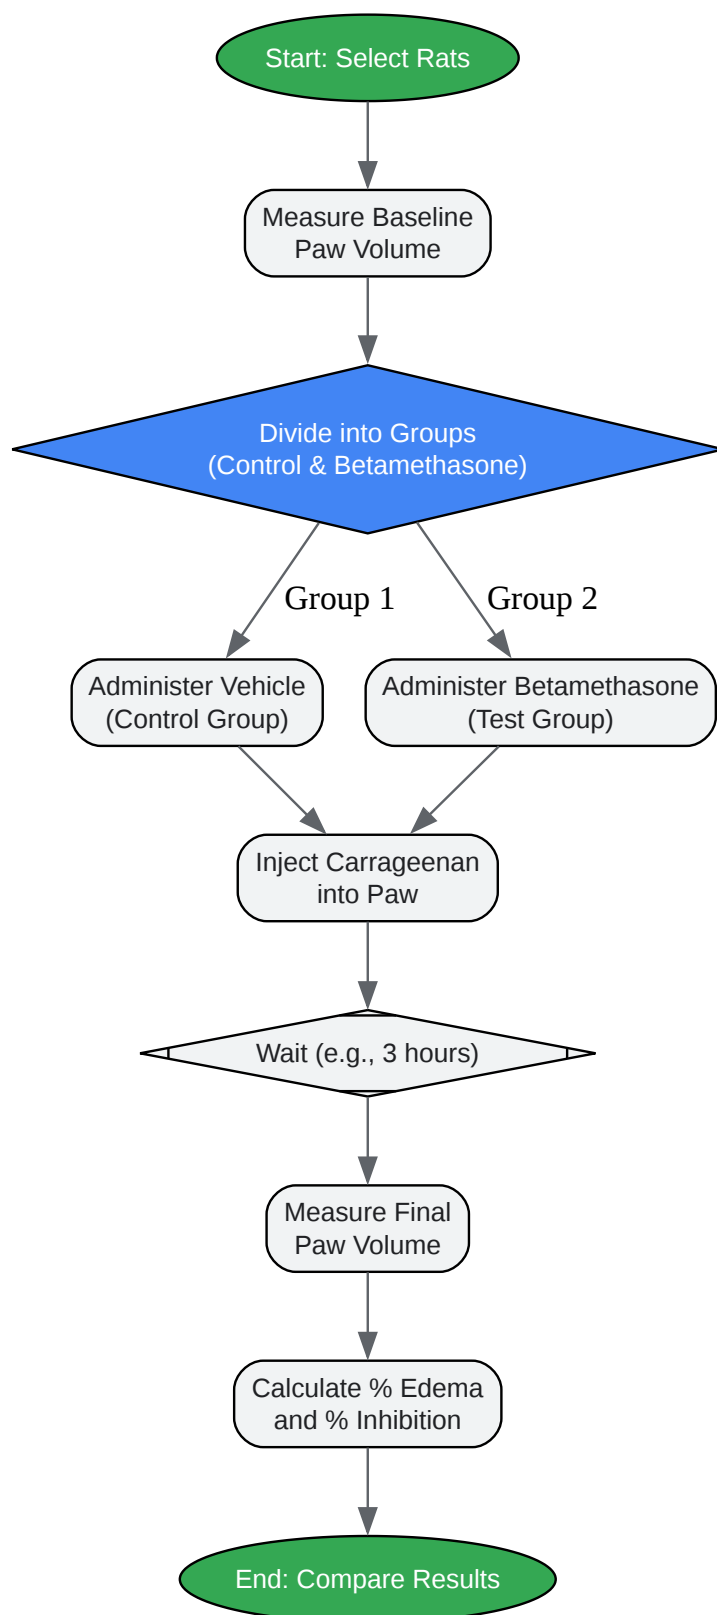 Start: Select Rats
Measure Baseline
Paw Volume
Divide into Groups
(Control & Betamethasone)
Group 1
Group 2
Administer Vehicle
(Control Group)
Administer Betamethasone
(Test Group)
Inject Carrageenan
into Paw
Wait (e.g., 3 hours)
Measure Final
Paw Volume
Calculate % Edema
and % Inhibition
End: Compare Results